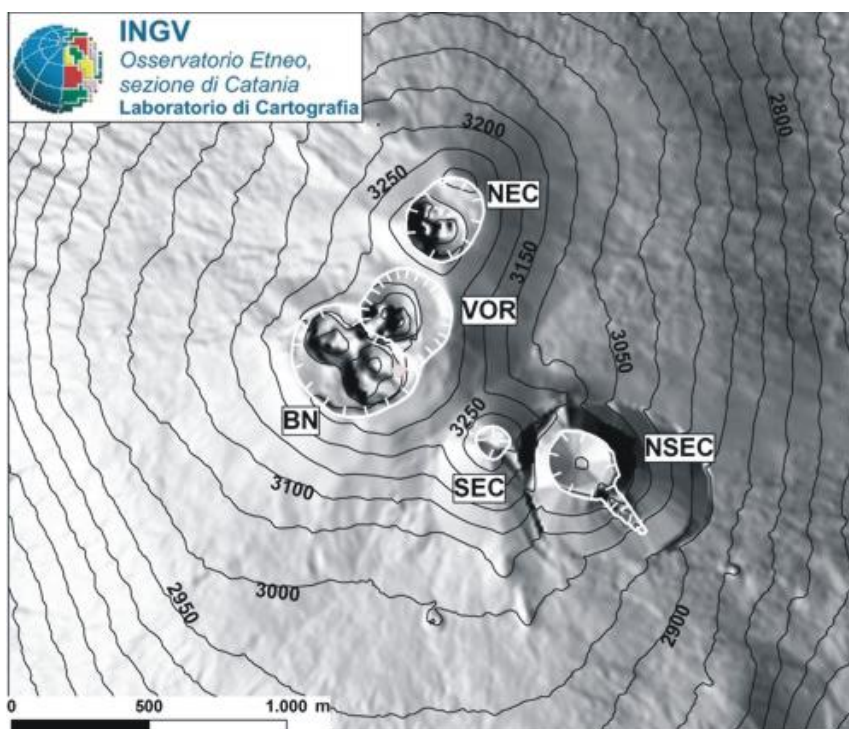 INGV
Osservatorio Etneo,
sezione di Catania
Laboratorio di Cartografia
2800
3200
3250
NEC
3150
VOR
3050
BN
3250
NSEC
SEC
3100
3000
2950
2900
0 500 1.000 m